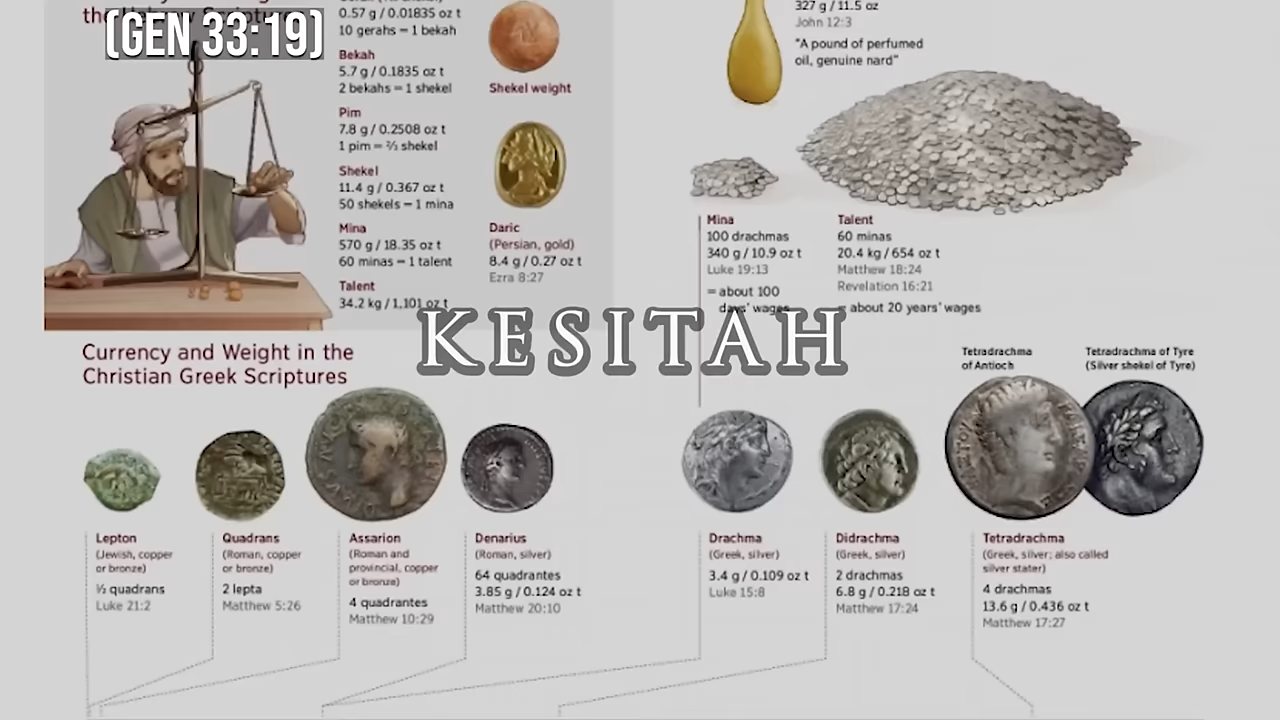 (GEN 33:19)
the Hebrew Scriptures
0.57 g / 0.01835 oz t
10 gerahs = 1 bekah
Bekah
5.7 g / 0.1835 oz t
2 bekahs = 1 shekel
Pim
7.8 g / 0.2508 oz t
1 pim = ⅔ shekel
Shekel
11.4 g / 0.367 oz t
50 shekels = 1 mina
Mina
570 g / 18.35 oz t
60 minas = 1 talent
Talent
34.2 kg / 1,101 oz t
Shekel weight
Daric
(Persian, gold)
8.4 g / 0.27 oz t
Ezra 8:27
327 g / 11.5 oz
John 12:3
"A pound of perfumed
oil, genuine nard"
Mina
100 drachmas
340 g / 10.9 oz t
Luke 19:13
= about 100
days' wages
Talent
60 minas
20.4 kg / 654 oz t
Matthew 18:24
Revelation 16:21
= about 20 years' wages
KESITAH
Currency and Weight in the
Christian Greek Scriptures
Lepton
(Jewish, copper
or bronze)
½ quadrans
Luke 21:2
Quadrans
(Roman, copper
or bronze)
2 lepta
Matthew 5:26
Assarion
(Roman and
provincial, copper
or bronze)
4 quadrantes
Matthew 10:29
Denarius
(Roman, silver)
64 quadrantes
3.85 g / 0.124 oz t
Matthew 20:10
Drachma
(Greek, silver)
3.4 g / 0.109 oz t
Luke 15:8
Didrachma
(Greek, silver)
2 drachmas
6.8 g / 0.218 oz t
Matthew 17:24
Tetradrachma
of Antioch
Tetradrachma of Tyre
(Silver shekel of Tyre)
Tetradrachma
(Greek, silver; also called
silver stater)
4 drachmas
13.6 g / 0.436 oz t
Matthew 17:27